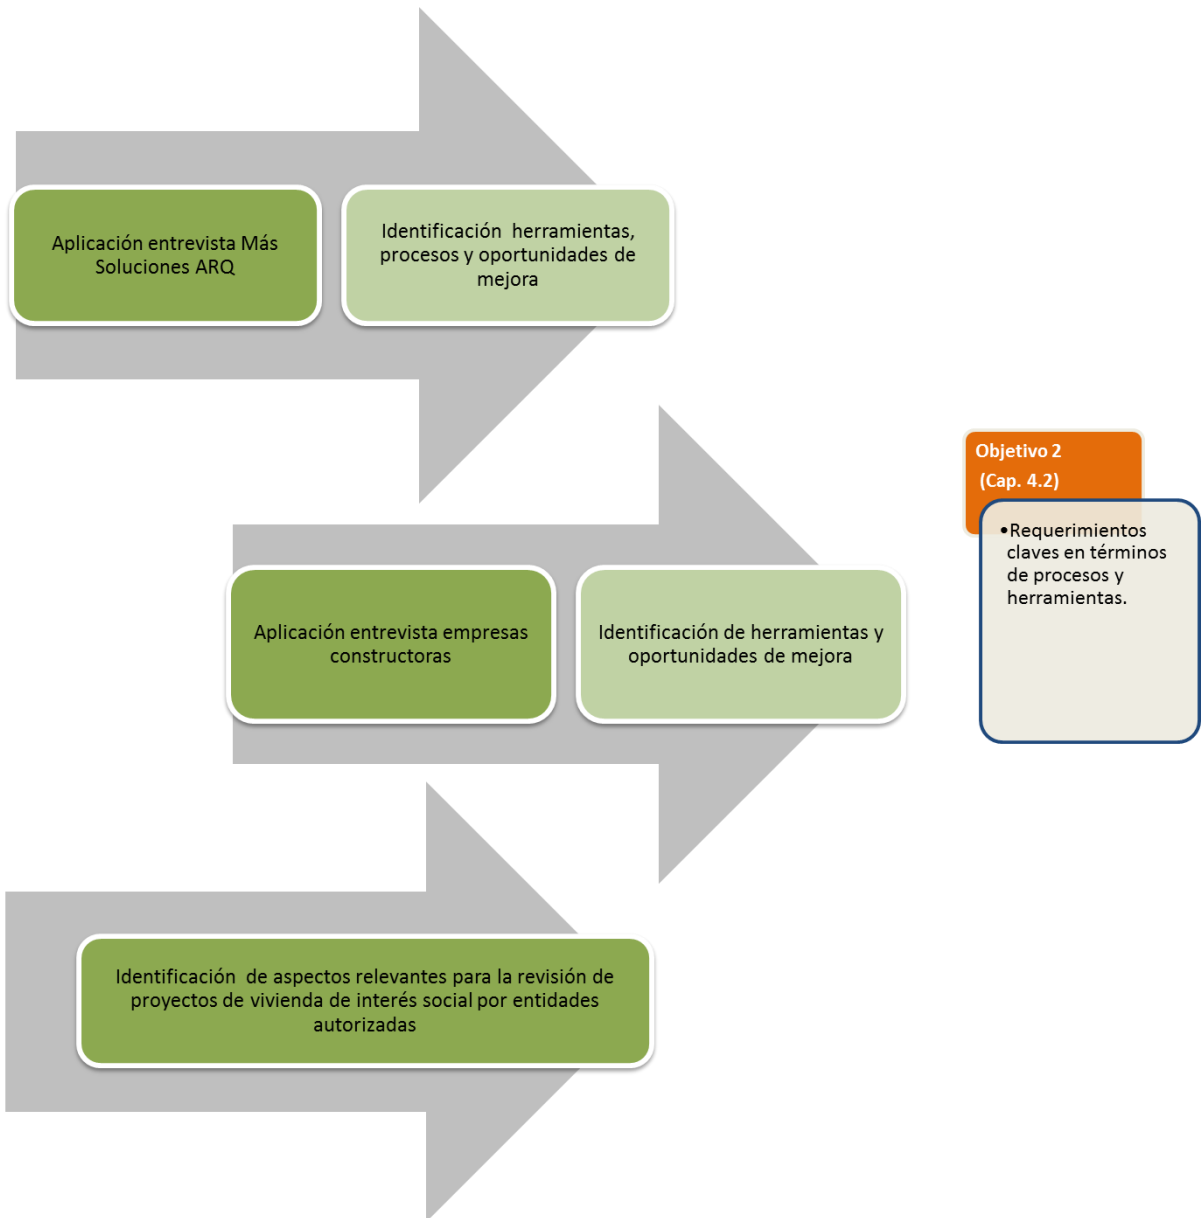 Aplicación entrevista Más
Soluciones ARQ
Identificación herramientas,
procesos y oportunidades de
mejora
Aplicación entrevista empresas
constructoras
Identificación de herramientas y
oportunidades de mejora
Objetivo 2
(Cap. 4.2)
•Requerimientos
claves en términos
de procesos y
herramientas.
Identificación de aspectos relevantes para la revisión de
proyectos de vivienda de interés social por entidades
autorizadas